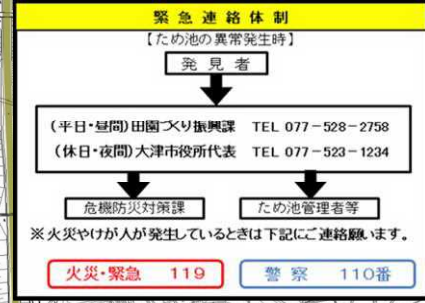 緊急連絡体制
【ため池の異常発生時】
発見者
(平日・昼間)田園づくり振興課 TEL 077-528-2758
(休日・夜間)大津市役所代表 TEL 077-523-1234
危機防災対策課 ため池管理者等
※火災やけが人が発生しているときは下記にご連絡願います。
火災・緊急 119 警察 110番